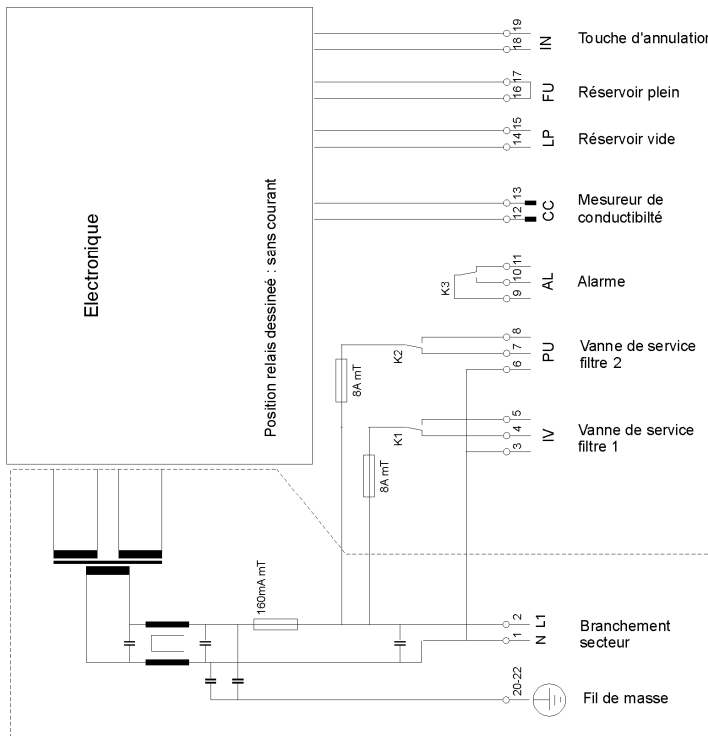 Electronique
Position relais dessineé : sans courant
19
18
IN
Touche d'annulation
17
16
FU
Réservoir plein
15
14
LP
Réservoir vide
13
12
CC
Mesureur de
conductibilté
K3
11
10
9
AL
Alarme
K2
8A mT
8
7
6
PU
Vanne de service
filtre 2
K1
8A mT
5
4
3
IV
Vanne de service
filtre 1
160mA mT
2
1
L1
N
Branchement
secteur
20-22
Fil de masse